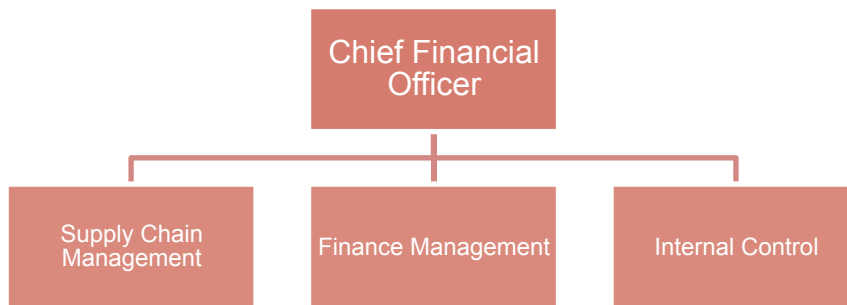 Chief Financial
Officer
Supply Chain
Management
Finance Management
Internal Control